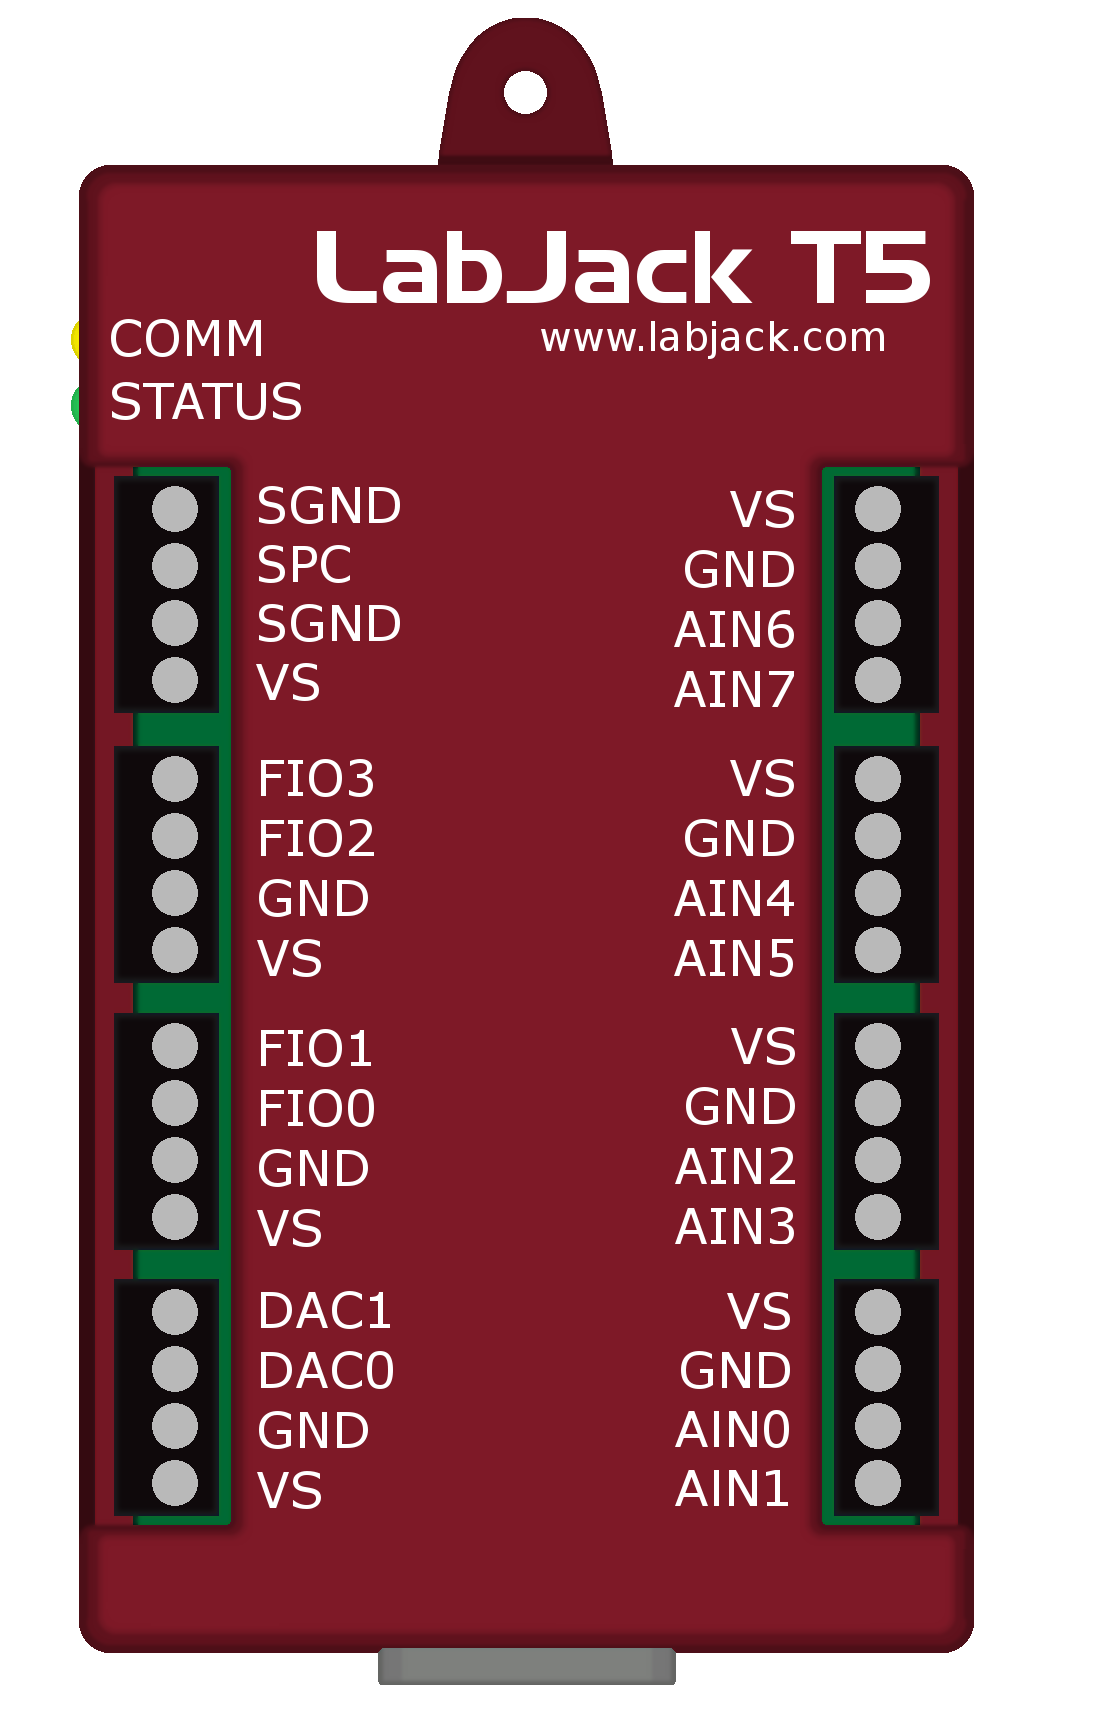 LabJack T5
www.labjack.com
COMM
STATUS
SGND
SPC
SGND
VS
FIO3
FIO2
GND
VS
FIO1
FIO0
GND
VS
DAC1
DAC0
GND
VS
VS
GND
AIN6
AIN7
VS
GND
AIN4
AIN5
VS
GND
AIN2
AIN3
VS
GND
AIN0
AIN1